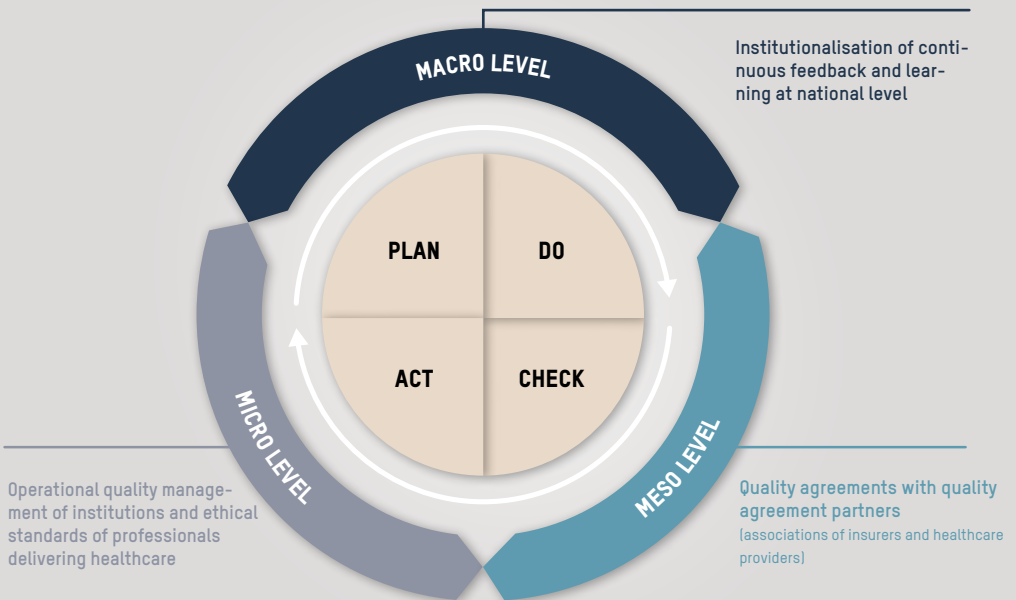 MACRO LEVEL
Institutionalisation of conti-
nuous feedback and lear-
ning at national level
PLAN
DO
ACT
CHECK
MICRO LEVEL
MESO LEVEL
Operational quality manage-
ment of institutions and ethical
standards of professionals
delivering healthcare
Quality agreements with quality
agreement partners
(associations of insurers and healthcare
providers)